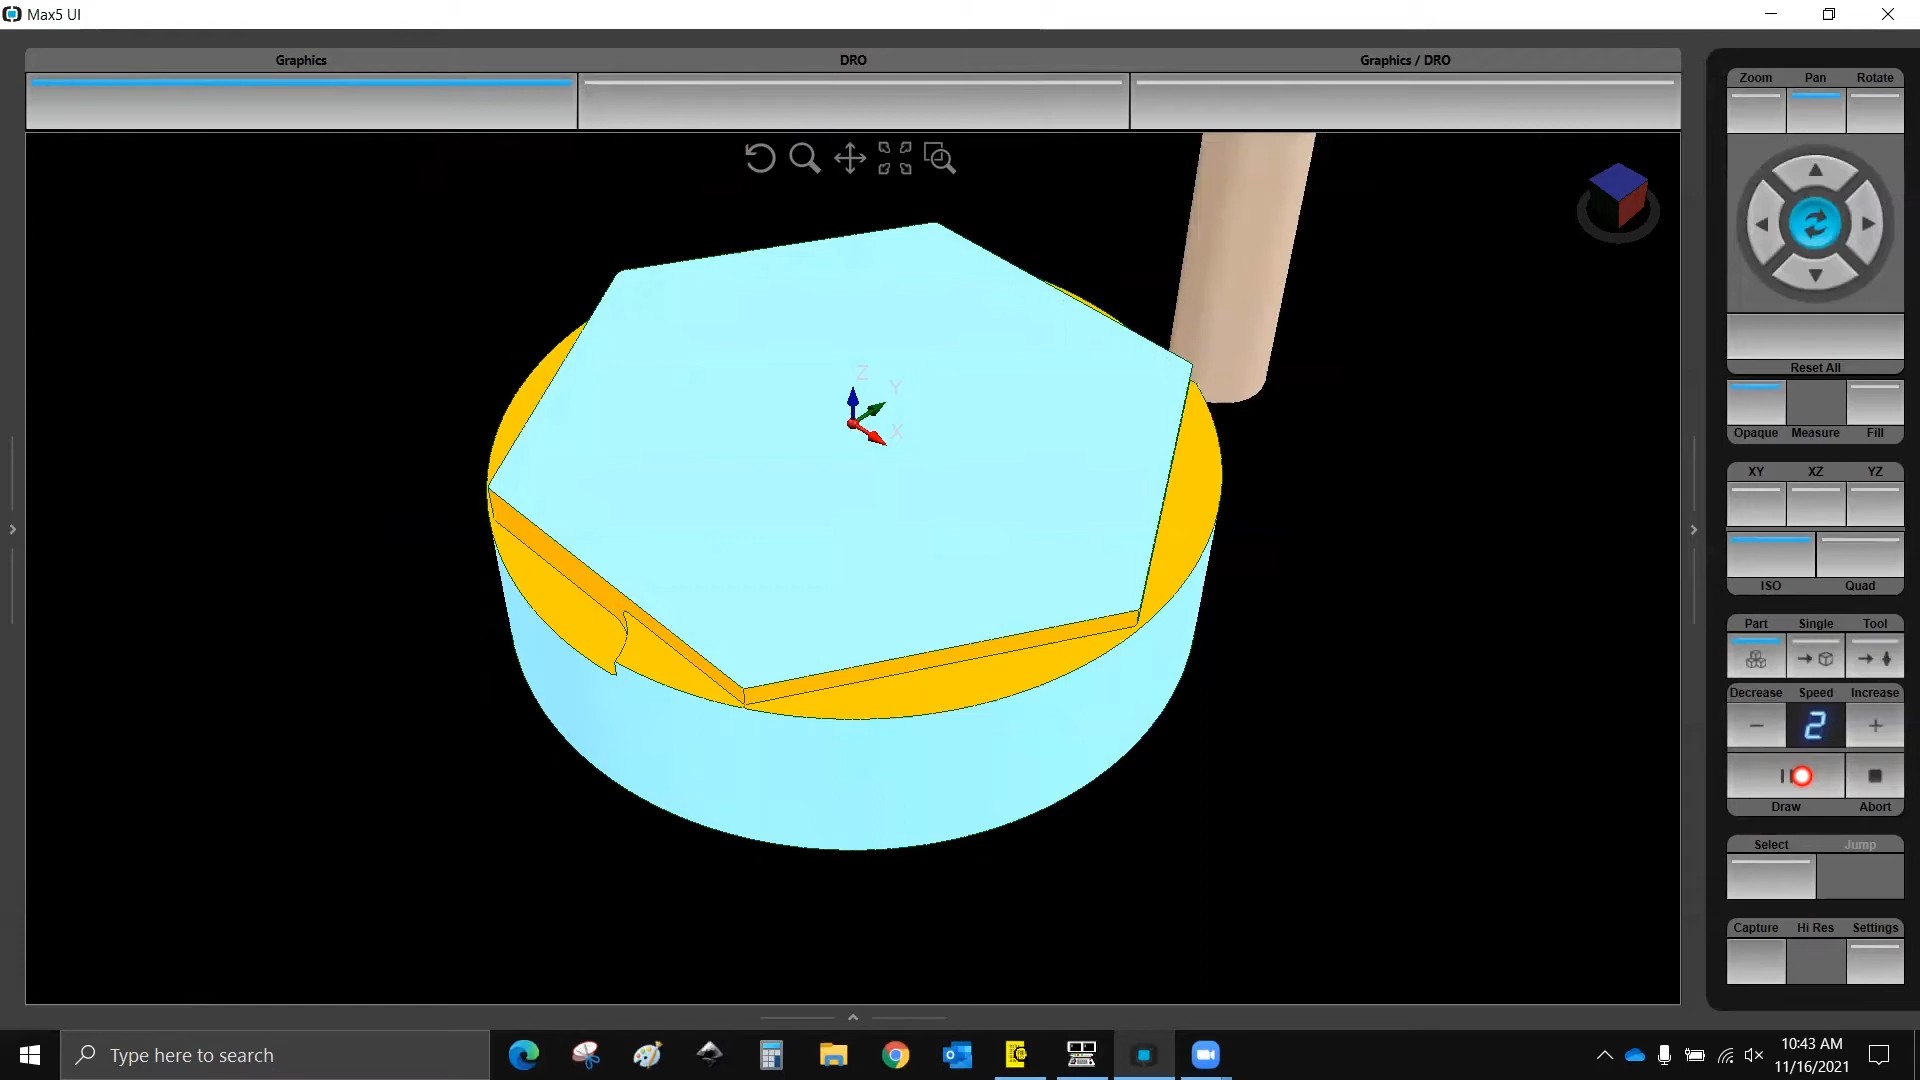 Max5 UI
Graphics
DRO
Graphics / DRO
Zoom Pan Rotate
Reset All
Opaque Measure Fill
XY XZ YZ
ISO Quad
Part Single Tool
Decrease Speed Increase
2
Draw Abort
Select Jump
Capture Hi Res Settings
Z
Y
X
Type here to search
10:43 AM
11/16/2021